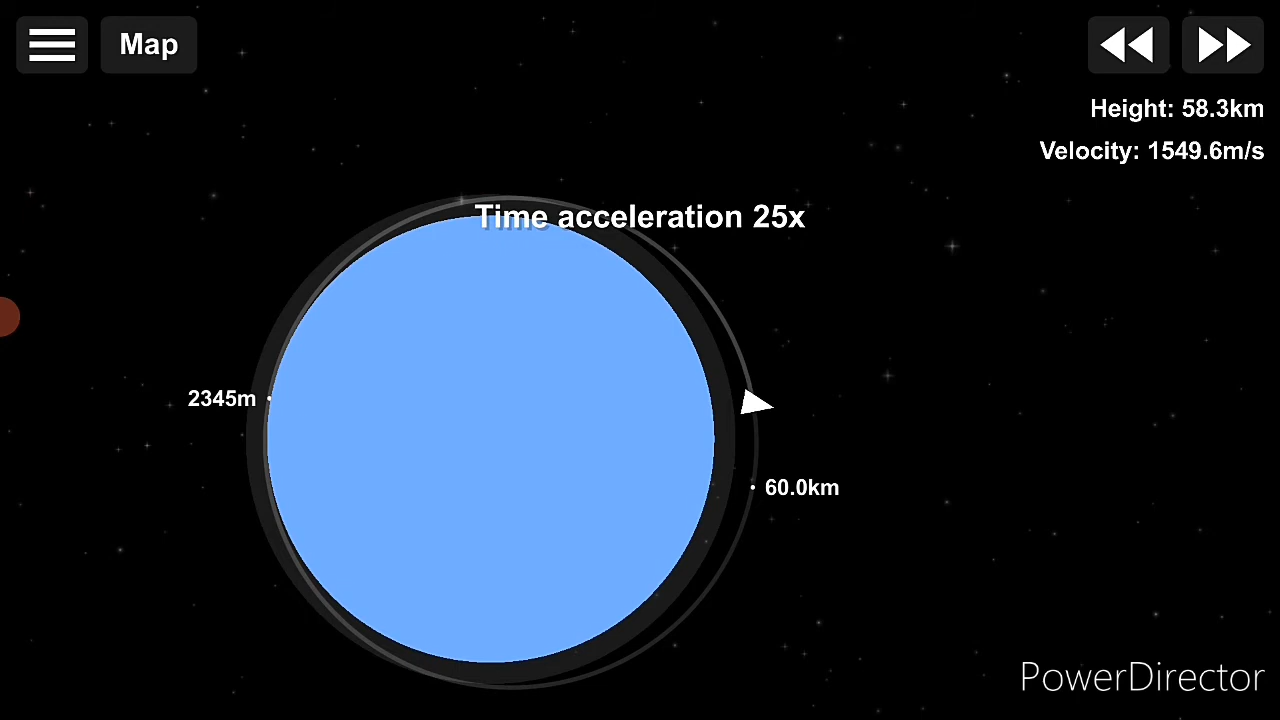 Map
Height: 58.3km
Velocity: 1549.6m/s
Time acceleration 25x
2345m
60.0km
PowerDirector